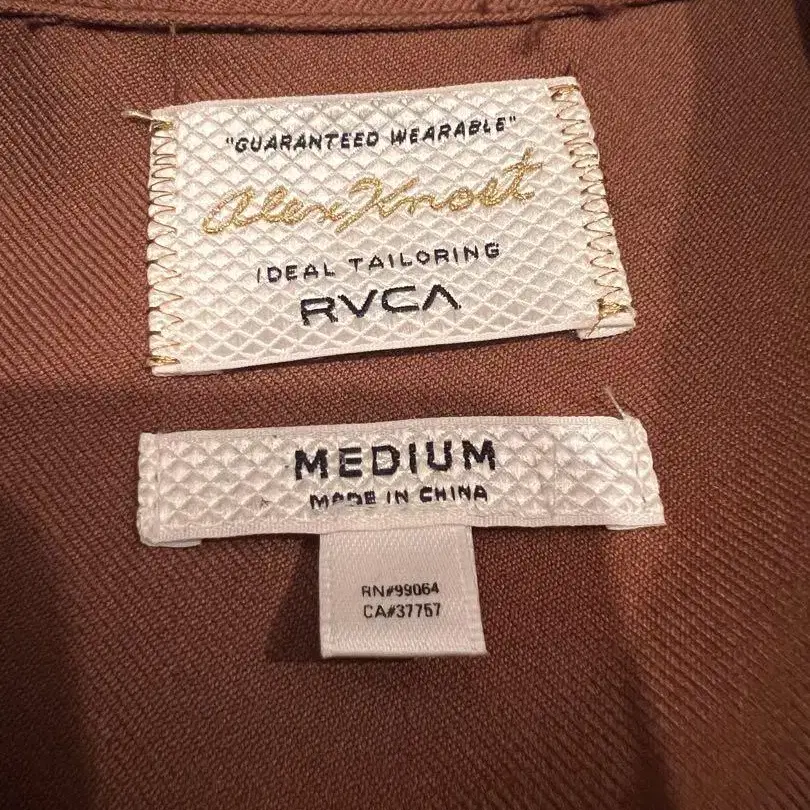 "GUARANTEED WEARABLE"
Alex Knost
IDEAL TAILORING
RVCA
MEDIUM
MADE IN CHINA
RN#99064
CA#37757